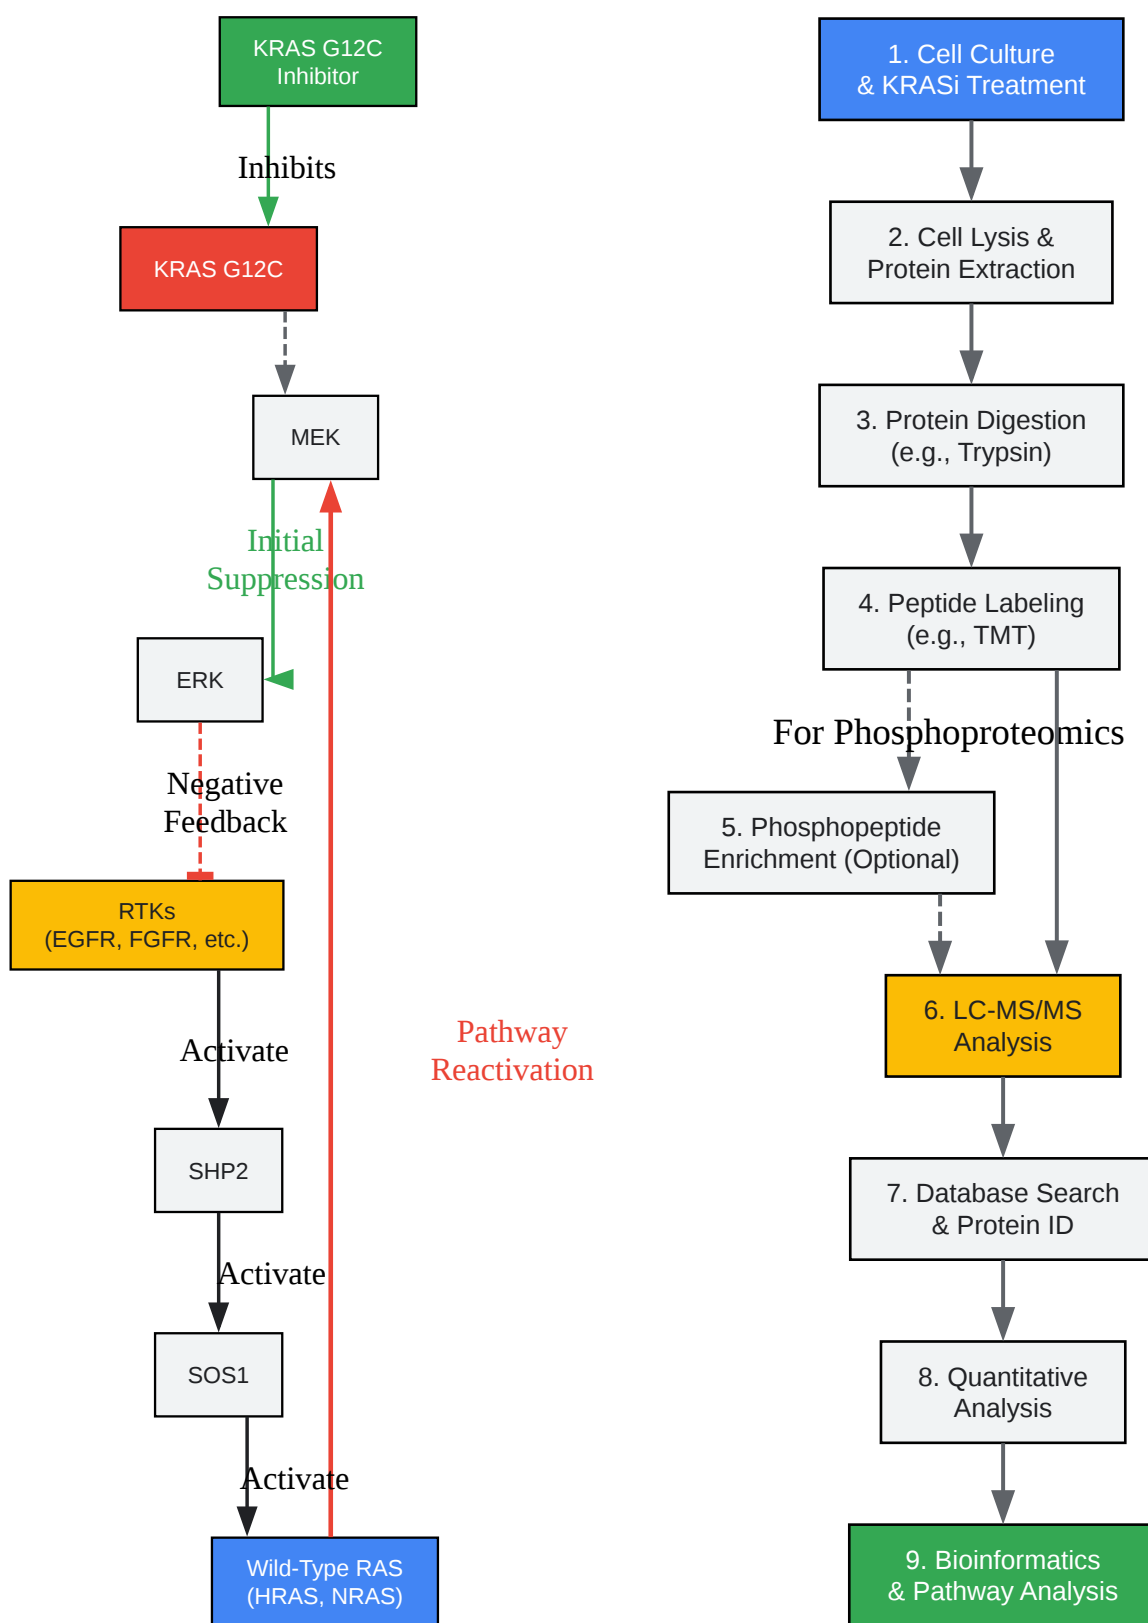 KRAS G12C
Inhibitor
Inhibits
KRAS G12C
MEK
Initial
Suppression
ERK
Negative
Feedback
RTKs
(EGFR, FGFR, etc.)
Activate
Pathway
Reactivation
SHP2
Activate
SOS1
Activate
Wild-Type RAS
(HRAS, NRAS)
1. Cell Culture
& KRASi Treatment
2. Cell Lysis &
Protein Extraction
3. Protein Digestion
(e.g., Trypsin)
4. Peptide Labeling
(e.g., TMT)
For Phosphoproteomics
5. Phosphopeptide
Enrichment (Optional)
6. LC-MS/MS
Analysis
7. Database Search
& Protein ID
8. Quantitative
Analysis
9. Bioinformatics
& Pathway Analysis